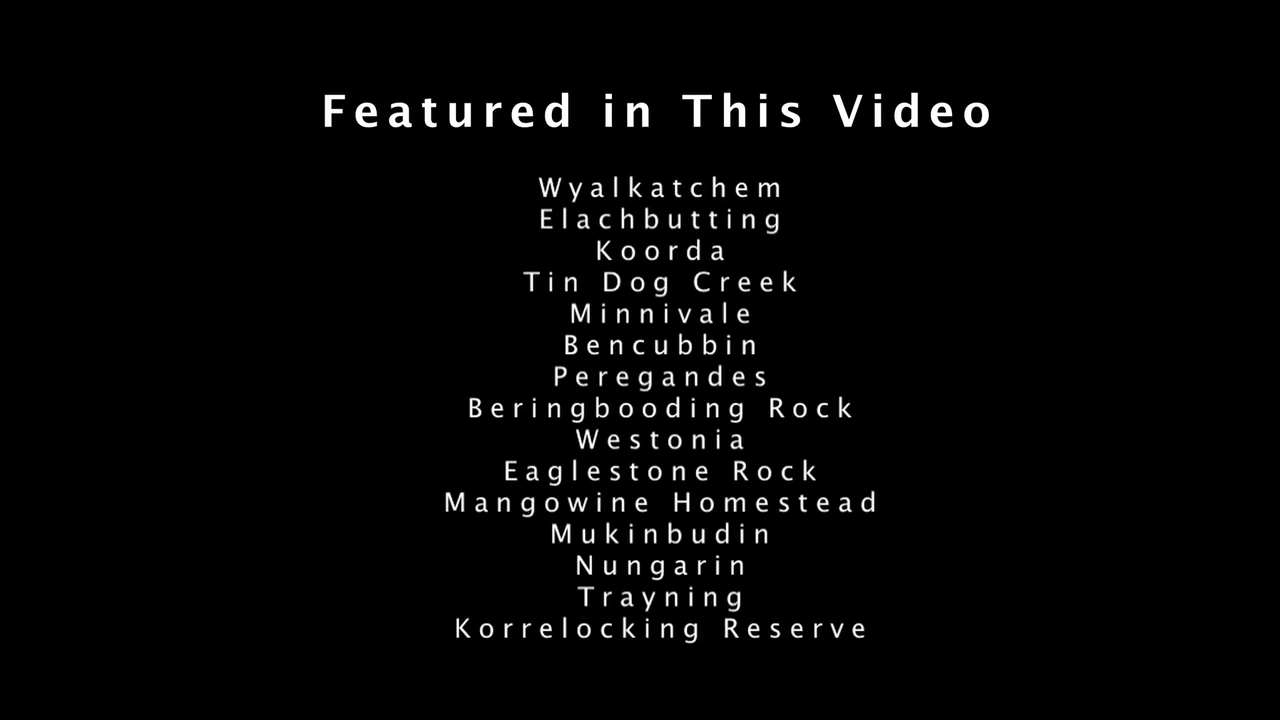 Featured in This Video
Wyalkatchem
Elachbutting
Koorda
Tin Dog Creek
Minnivale
Bencubbin
Peregandes
Beringbooding Rock
Westonia
Eaglestone Rock
Mangowine Homestead
Mukinbudin
Nungarin
Trayning
Korrelocking Reserve